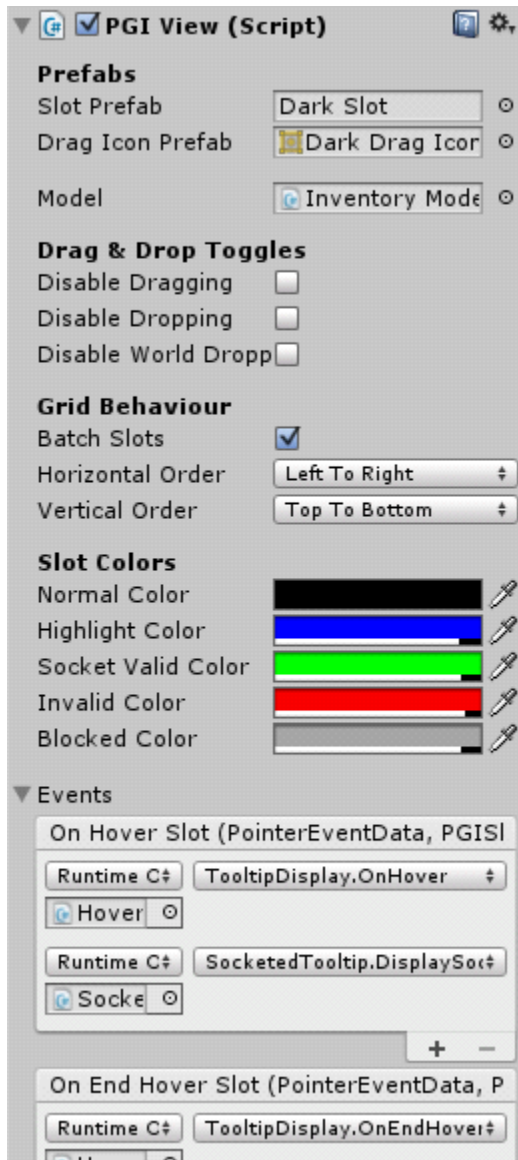 PGI View (Script)
Prefabs
Slot Prefab Dark Slot
Drag Icon Prefab Dark Drag Icon
Model Inventory Mode
Drag & Drop Toggles
Disable Dragging
Disable Dropping
Disable World Dropp
Grid Behaviour
Batch Slots
Horizontal Order Left To Right
Vertical Order Top To Bottom
Slot Colors
Normal Color
Highlight Color
Socket Valid Color
Invalid Color
Blocked Color
Events
On Hover Slot (PointerEventData, PGISl
Runtime C TooltipDisplay.OnHover
Hover
Runtime C SocketedTooltip.DisplaySoc
Socke
On End Hover Slot (PointerEventData, P
Runtime C TooltipDisplay.OnEndHover